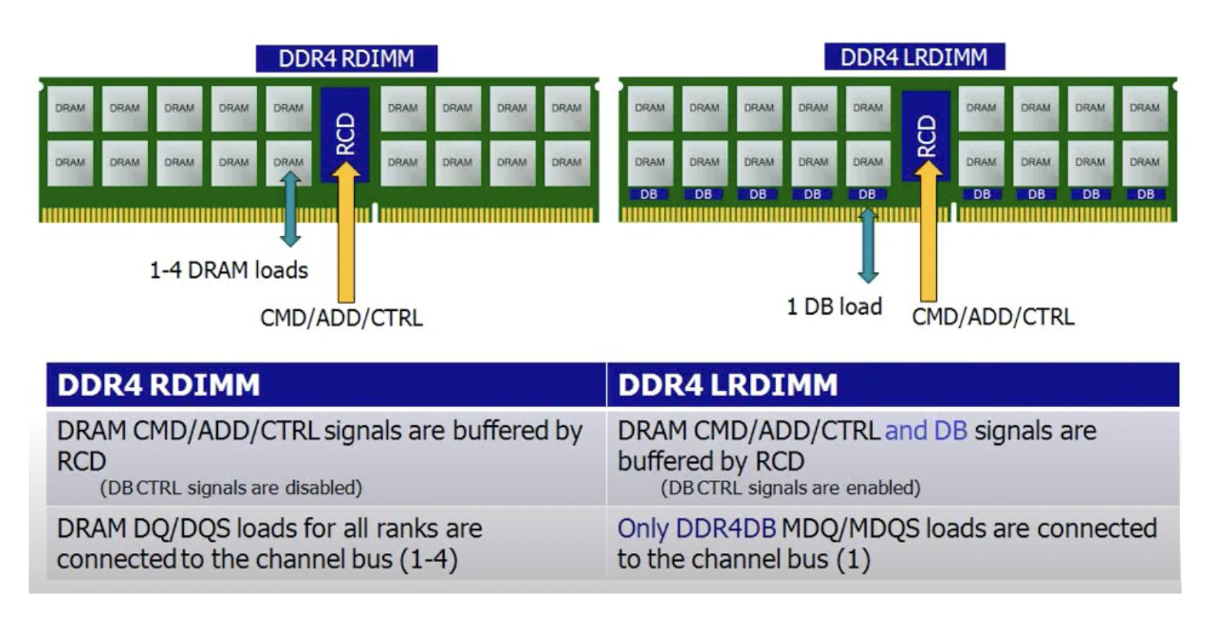 DDR4 RDIMM
DRAM DRAM DRAM DRAM DRAM RCD DRAM DRAM DRAM DRAM
DRAM DRAM DRAM DRAM DRAM DRAM DRAM DRAM DRAM
1-4 DRAM loads
CMD/ADD/CTRL
DDR4 LRDIMM
DRAM DRAM DRAM DRAM DRAM RCD DRAM DRAM DRAM DRAM
DRAM DRAM DRAM DRAM DRAM DRAM DRAM DRAM DRAM
DB DB DB DB DB DB DB DB DB
1 DB load
CMD/ADD/CTRL
DDR4 RDIMM
DRAM CMD/ADD/CTRL signals are buffered by
RCD
(DB CTRL signals are disabled)
DRAM DQ/DQS loads for all ranks are
connected to the channel bus (1-4)
DDR4 LRDIMM
DRAM CMD/ADD/CTRL and DB signals are
buffered by RCD
(DB CTRL signals are enabled)
Only DDR4DB MDQ/MDQS loads are connected
to the channel bus (1)